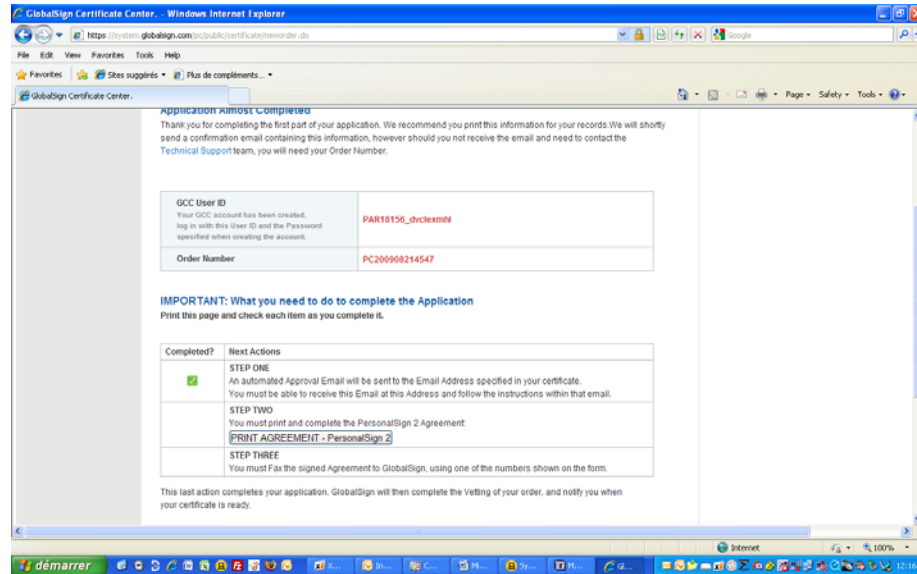 GlobalSign Certificate Center. - Windows Internet Explorer
https://system.globalsign.com/pc/public/certificate/neworder.do
Google
File Edit View Favorites Tools Help
Favorites Sites suggérés Plus de compléments...
GlobalSign Certificate Center.
Page Safety Tools
Application Almost Completed
Thank you for completing the first part of your application. We recommend you print this information for your records.We will shortly
send a confirmation email containing this information, however should you not receive the email and need to contact the
Technical Support team, you will need your Order Number.
GCC User ID
Your GCC account has been created,
log in with this User ID and the Password
specified when creating the account.
PAR18156_dvclexmhl
Order Number
PC200908214547
IMPORTANT: What you need to do to complete the Application
Print this page and check each item as you complete it.
Completed? Next Actions
STEP ONE
An automated Approval Email will be sent to the Email Address specified in your certificate.
You must be able to receive this Email at this Address and follow the instructions within that email.
STEP TWO
You must print and complete the PersonalSign 2 Agreement:
PRINT AGREEMENT - PersonalSign 2
STEP THREE
You must Fax the signed Agreement to GlobalSign, using one of the numbers shown on the form.
This last action completes your application. GlobalSign will then complete the Vetting of your order, and notify you when
your certificate is ready.
Internet 100%
démarrer X... In... C... M... Sy... M... G... 12:16